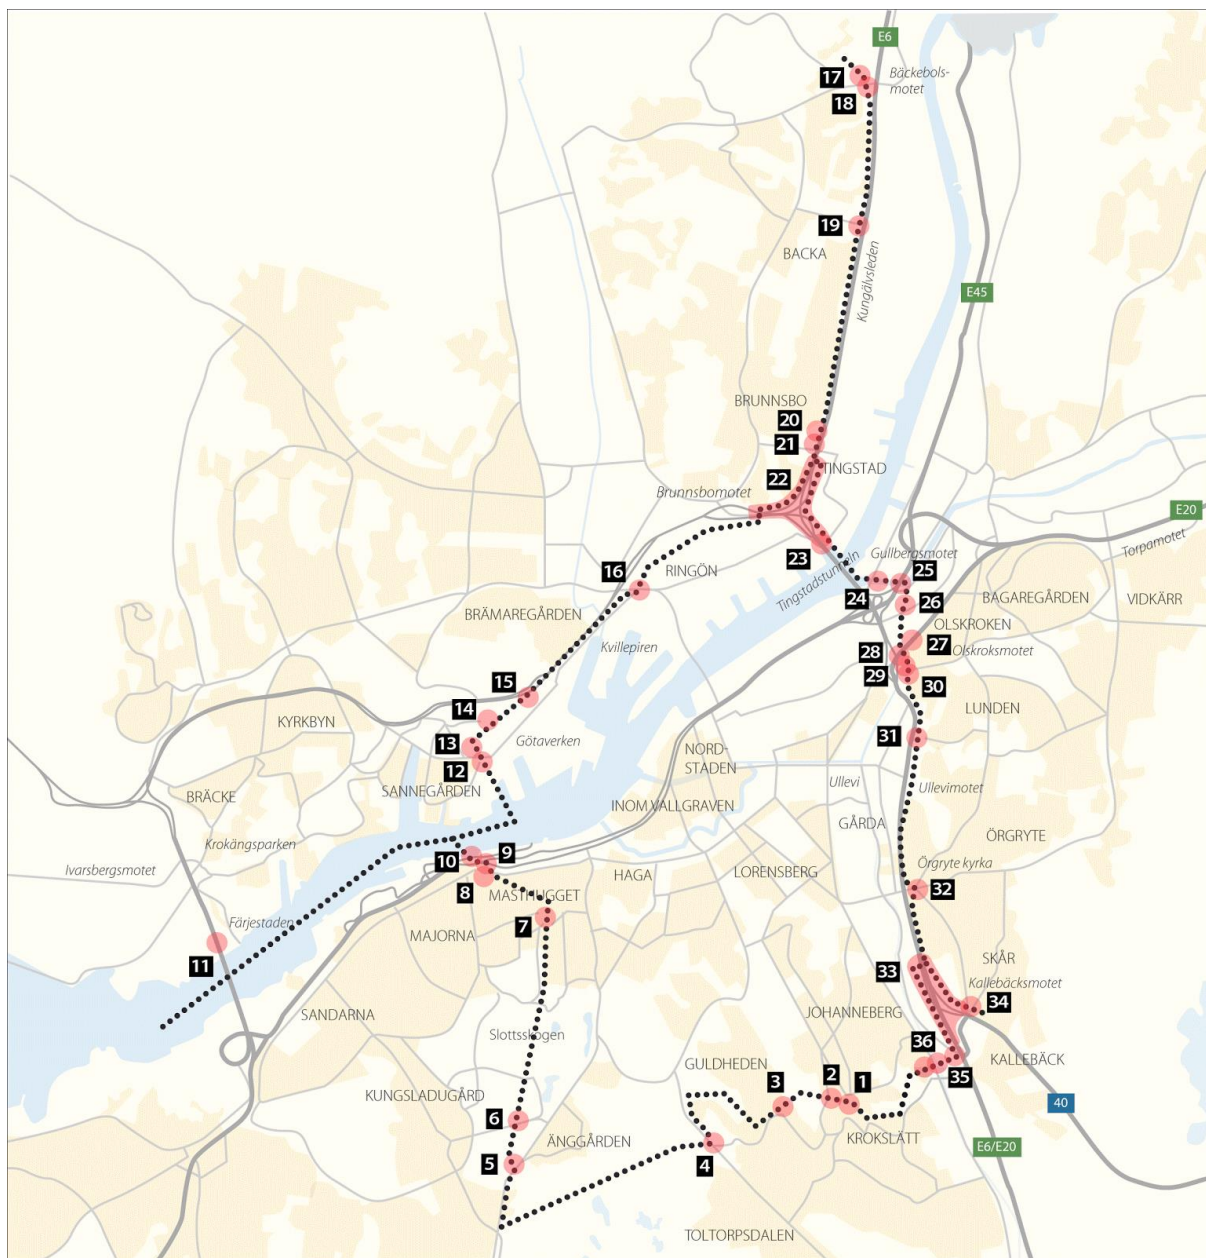 E6
17
Bäckebols-
motet
18
19
BACKA
Kungälvsleden
E45
BRUNNSBO
20
21
TINGSTAD
22
Brunnsbomotet
E20
Torpamotet
23
Gullbergsmotet
Tingstadstunneln
16
RINGÖN
25
24
BAGAREGÅRDEN
VIDKÄRR
26
BRÄMAREGÅRDEN
OLSKROKEN
27
Olskroksmotet
28
Kvillepiren
29
30
15
LUNDEN
14
KYRKBYN
13
Götaverken
31
12
NORD-
STADEN
Ullevi
Ullevimotet
SANNEGÅRDEN
BRÄCKE
INOM VALLGRAVEN
GÅRDA
Krokängsparken
ÖRGRYTE
10
9
Ivarsbergsmotet
HAGA
LORENSBERG
Örgryte kyrka
8
MASTHUGGET
32
7
Färjestaden
MAJORNA
11
SKÅR
33
Kallebäcksmotet
34
SANDARNA
JOHANNEBERG
Slottsskogen
36
KALLEBÄCK
GULDHEDEN
35
KUNGSLADUGÅRD
3
2
1
40
6
ÄNGGÅRDEN
KROKSLÄTT
4
E6/E20
5
TOLTORPSDALEN